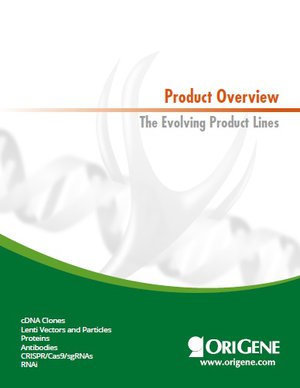 Product Overview
The Evolving Product Lines
cDNA Clones
Lenti Vectors and Particles
Proteins
Antibodies
CRISPR/Cas9/sgRNAs
RNAi
ORIGENE
www.origene.com